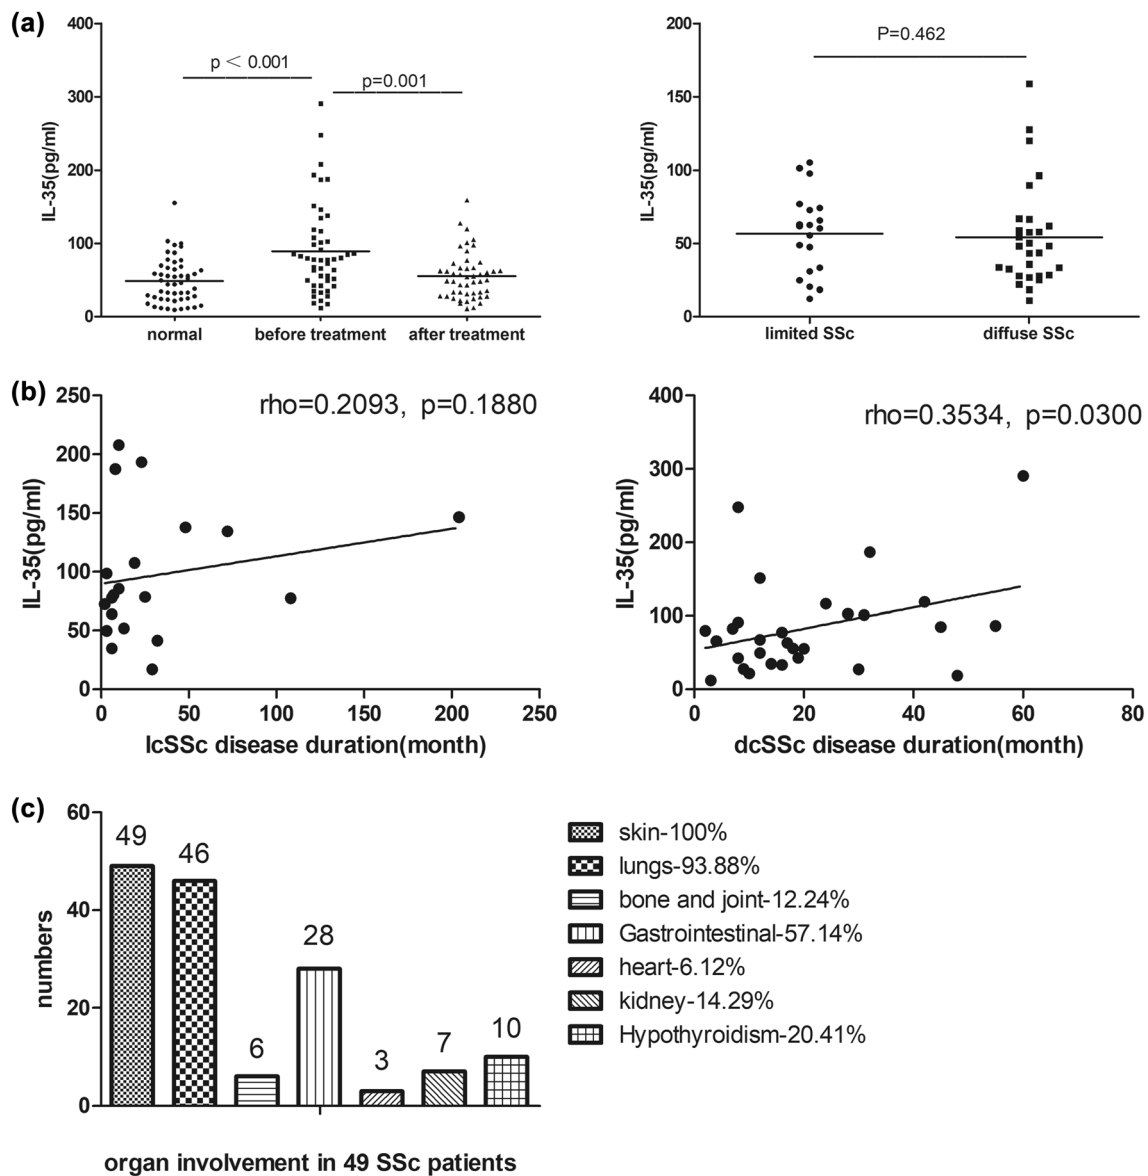 (a)
400
300
200
100
0
IL-35(pg/ml)
p < 0.001
p=0.001
normal
before treatment
after treatment
200
150
100
50
0
IL-35(pg/ml)
P=0.462
limited SSc
diffuse SSc
(b)
250
200
150
100
50
0
IL-35(pg/ml)
rho=0.2093, p=0.1880
0 50 100 150 200 250
lcSSc disease duration(month)
400
300
200
100
0
IL-35(pg/ml)
rho=0.3534, p=0.0300
0 20 40 60 80
dcSSc disease duration(month)
(c)
60
40
20
0
numbers
49
46
6
28
3
7
10
organ involvement in 49 SSc patients
skin-100%
lungs-93.88%
bone and joint-12.24%
Gastrointestinal-57.14%
heart-6.12%
kidney-14.29%
Hypothyroidism-20.41%